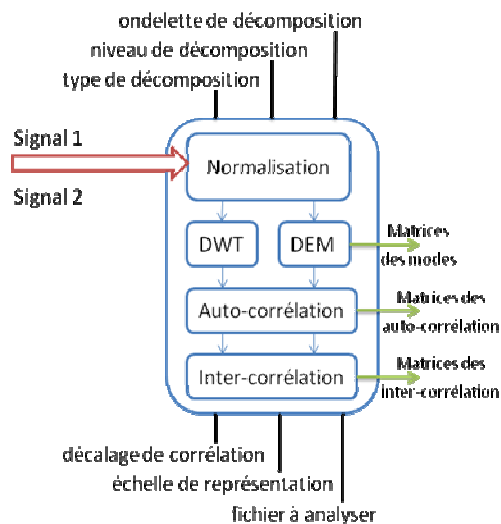 ondelette de décomposition
niveau de décomposition
type de décomposition
Signal 1
Signal 2
Normalisation
DWT
DEM
Matrices
des modes
Auto-corrélation
Matrices des
auto-corrélation
Inter-corrélation
Matrices des
inter-corrélation
décalage de corrélation
échelle de représentation
fichier à analyser